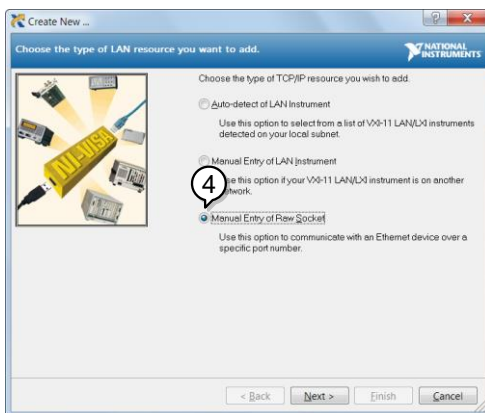 Create New ...
Choose the type of LAN resource you want to add.
NATIONAL
INSTRUMENTS
Choose the type of TCP/IP resource you wish to add.
Auto-detect of LAN Instrument
Use this option to select from a list of VXI-11 LAN/LXI instruments
detected on your local subnet.
Manual Entry of LAN Instrument
this option if your VXI-11 LAN/LXI instrument is on another
4
Manual Entry of Raw Socket
Use this option to communicate with an Ethernet device over a
specific port number.
NI-VISA
< Back Next > Finish Cancel